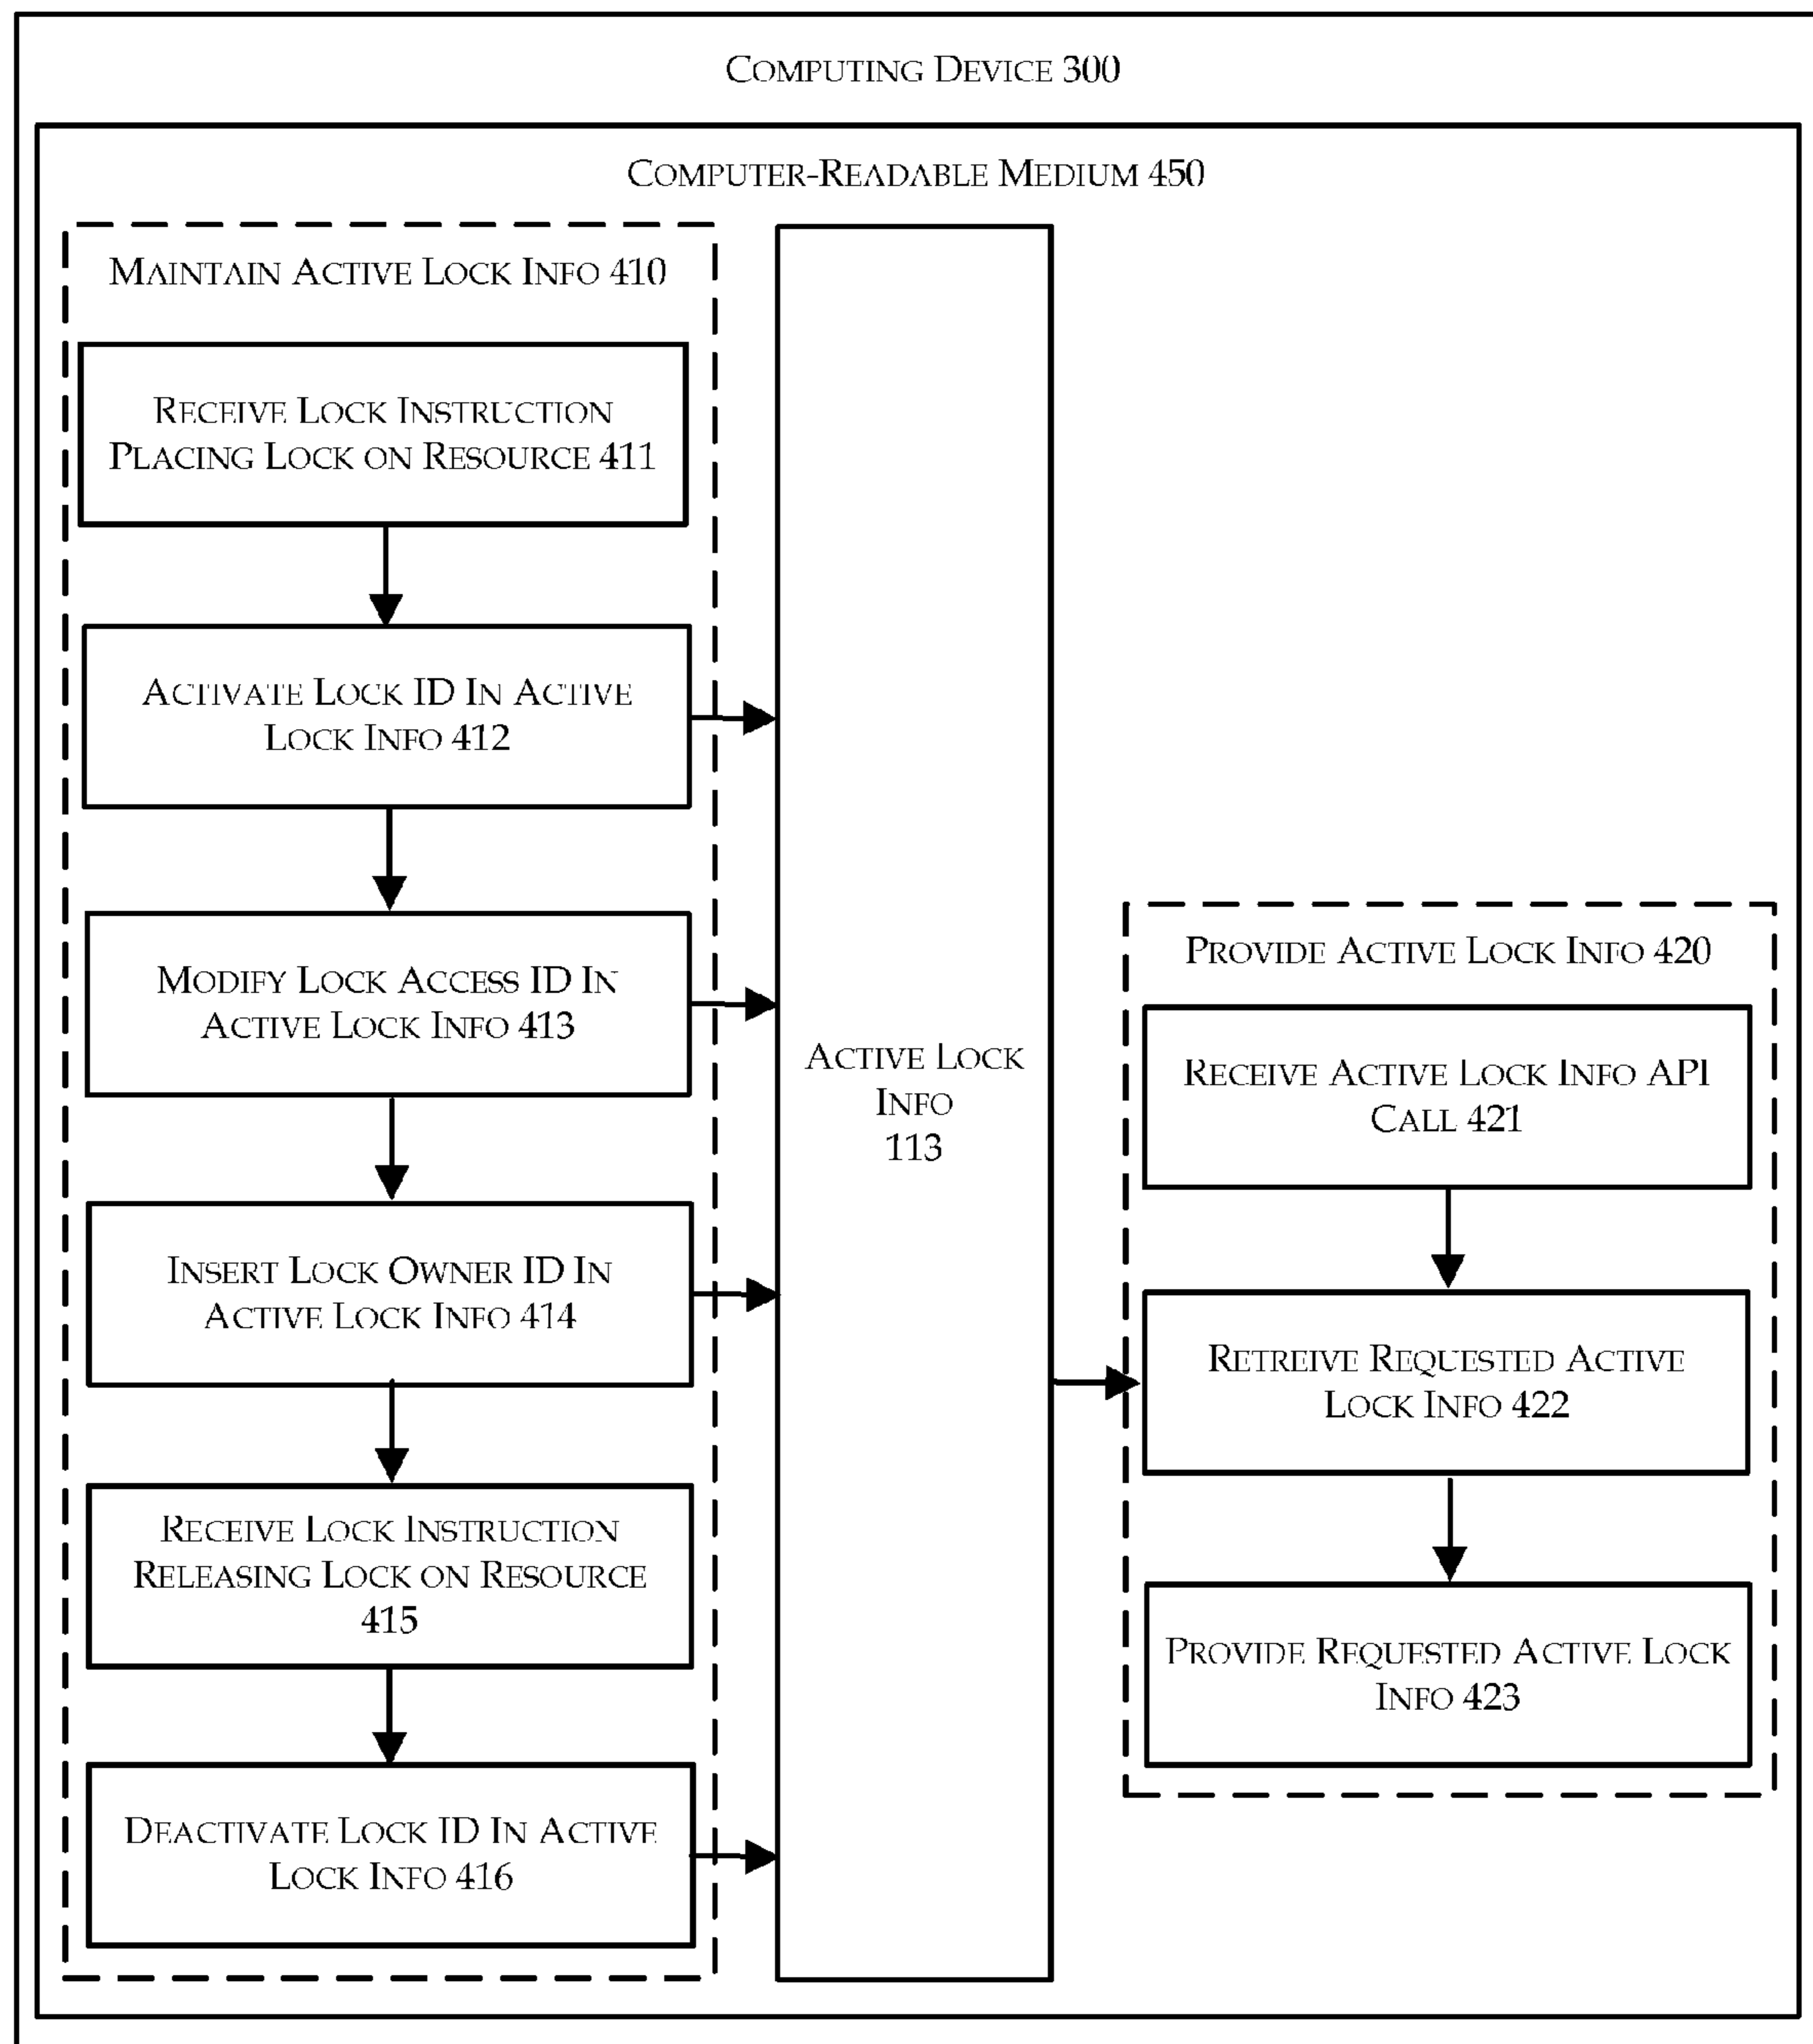 COMPUTING DEVICE 300
COMPUTER-READABLE MEDIUM 450
MAINTAIN ACTIVE LOCK INFO 410
RECEIVE LOCK INSTRUCTION
PLACING LOCK ON RESOURCE 411
ACTIVATE LOCK ID IN ACTIVE
LOCK INFO 412
MODIFY LOCK ACCESS ID IN
ACTIVE LOCK INFO 413
INSERT LOCK OWNER ID IN
ACTIVE LOCK INFO 414
RECEIVE LOCK INSTRUCTION
RELEASING LOCK ON RESOURCE
415
DEACTIVATE LOCK ID IN ACTIVE
LOCK INFO 416
ACTIVE LOCK
INFO
113
PROVIDE ACTIVE LOCK INFO 420
RECEIVE ACTIVE LOCK INFO API
CALL 421
RETREIVE REQUESTED ACTIVE
LOCK INFO 422
PROVIDE REQUESTED ACTIVE LOCK
INFO 423